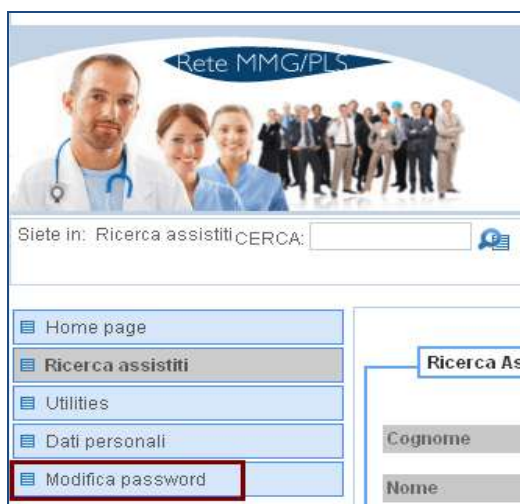 Rete MMG/PLS
Siete in: Ricerca assistiti CERCA:
Home page
Ricerca assistiti
Utilities
Dati personali
Modifica password
Ricerca As
Cognome
Nome